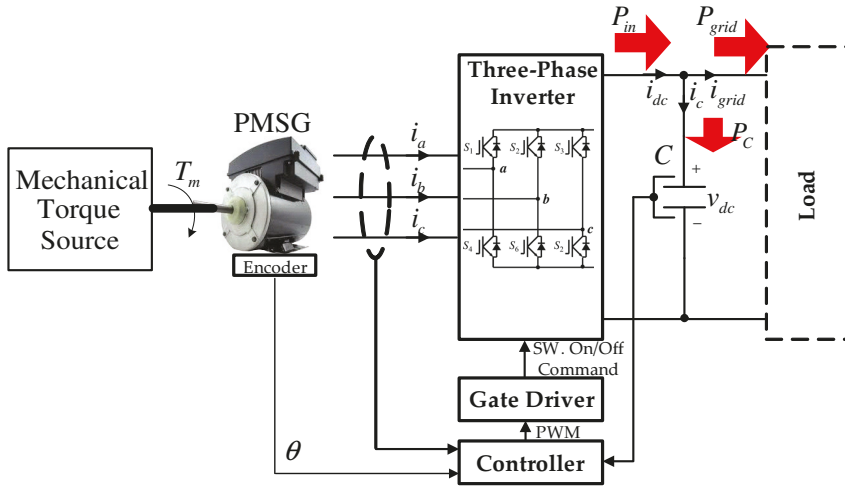 P_in
P_grid
Three-Phase
Inverter
i_dc
i_c
i_grid
PMSG
i_a
S_1
S_2
S_3
P_C
Mechanical
Torque
Source
T_m
a
C
+
i_b
b
v_dc
Load
i_c
c
−
S_4
S_6
S_2
Encoder
SW. On/Off
Command
Gate Driver
PWM
θ
Controller